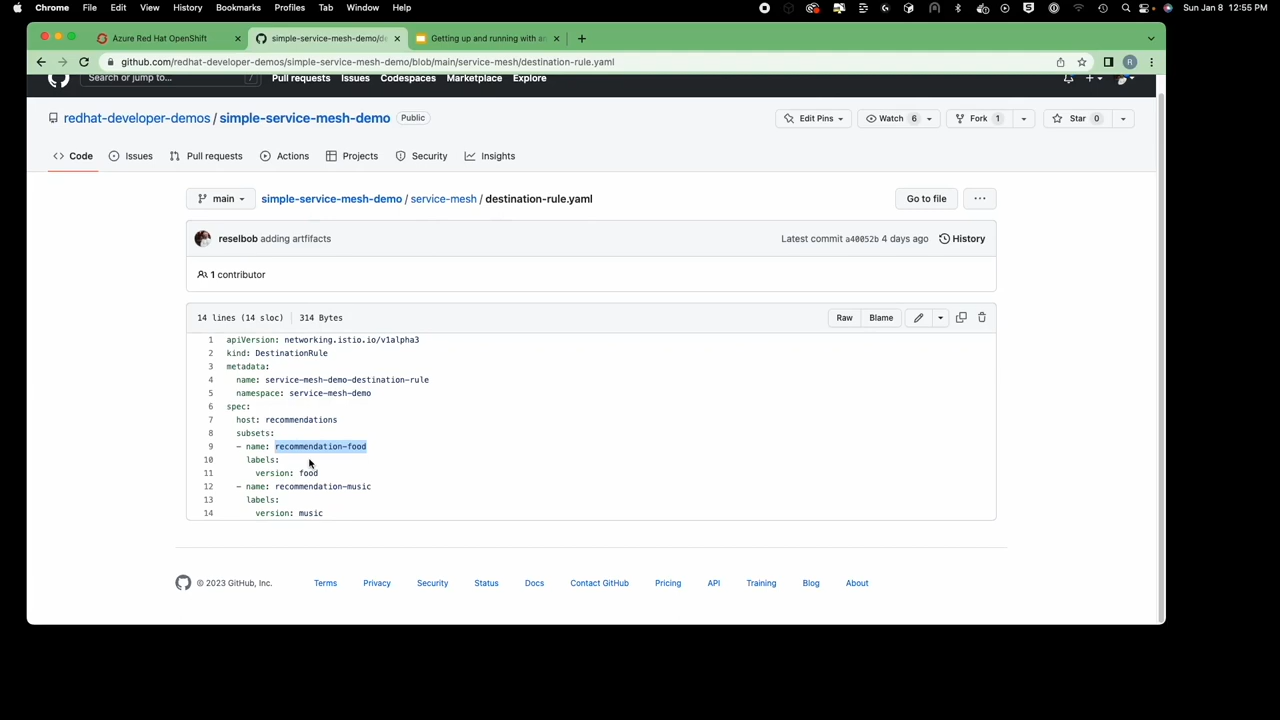 Chrome File Edit View History Bookmarks Profiles Tab Window Help Sun Jan 8 12:55 PM
Azure Red Hat OpenShift simple-service-mesh-demo/de Getting up and running with an
github.com/redhat-developer-demos/simple-service-mesh-demo/blob/main/service-mesh/destination-rule.yaml R
Search or jump to... / Pull requests Issues Codespaces Marketplace Explore
redhat-developer-demos / simple-service-mesh-demo Public Edit Pins Watch 6 Fork 1 Star 0
Code Issues Pull requests Actions Projects Security Insights
main simple-service-mesh-demo / service-mesh / destination-rule.yaml Go to file ...
reselbob adding artfifacts Latest commit a40052b 4 days ago History
1 contributor
14 lines (14 sloc) 314 Bytes Raw Blame
1 apiVersion: networking.istio.io/v1alpha3
2 kind: DestinationRule
3 metadata:
4 name: service-mesh-demo-destination-rule
5 namespace: service-mesh-demo
6 spec:
7 host: recommendations
8 subsets:
9 - name: recommendation-food
10 labels:
11 version: food
12 - name: recommendation-music
13 labels:
14 version: music
© 2023 GitHub, Inc. Terms Privacy Security Status Docs Contact GitHub Pricing API Training Blog About